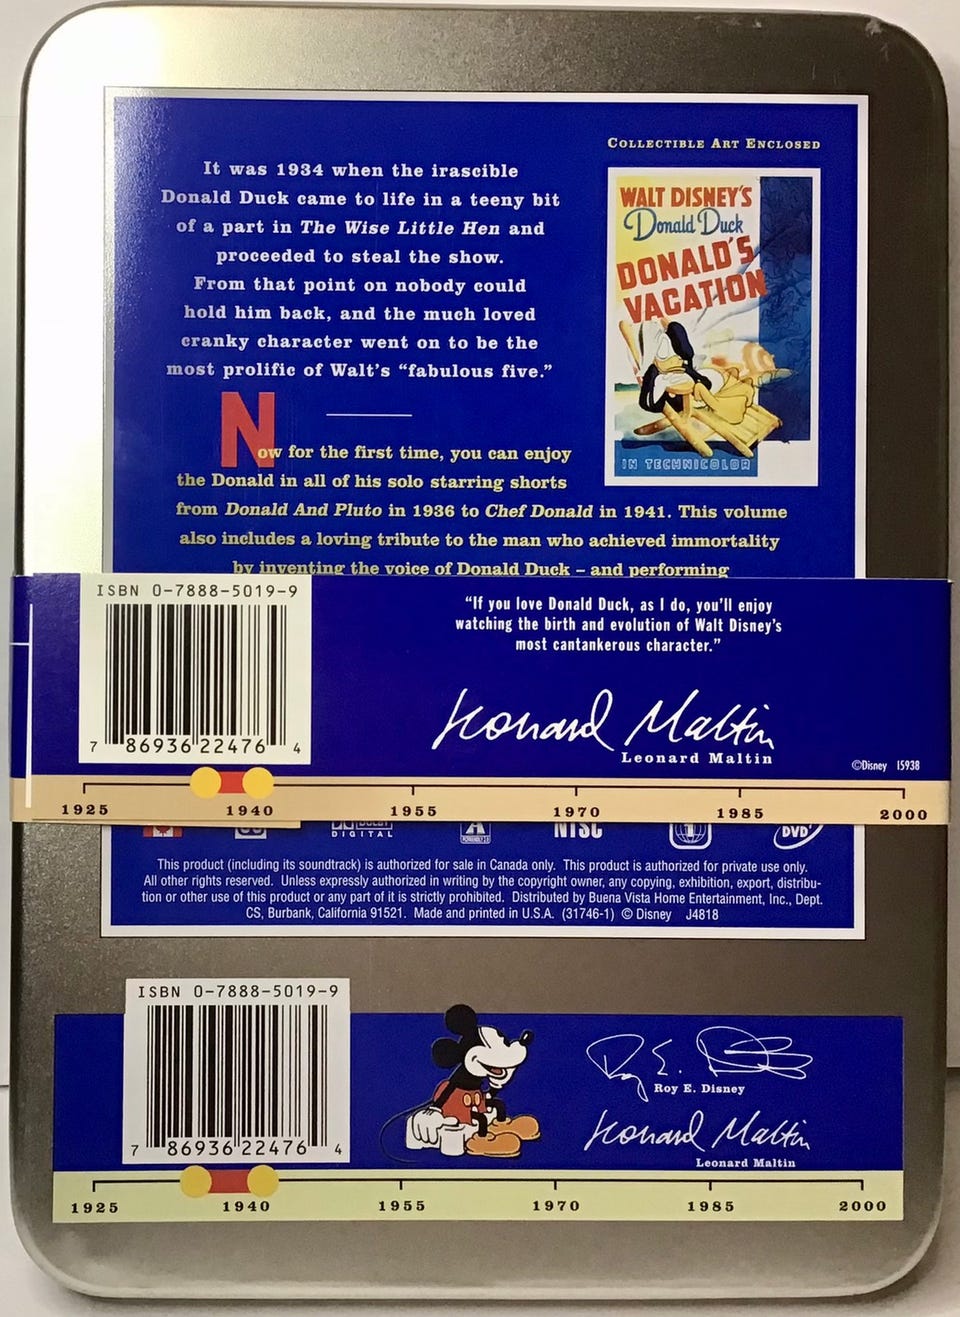 COLLECTIBLE ART ENCLOSED
It was 1934 when the irascible
Donald Duck came to life in a teeny bit
of a part in The Wise Little Hen and
proceeded to steal the show.
From that point on nobody could
hold him back, and the much loved
cranky character went on to be the
most prolific of Walt's “fabulous five.”
WALT DISNEY'S
Donald Duck
DONALD'S
VACATION
IN TECHNICOLOR
Now for the first time, you can enjoy
the Donald in all of his solo starring shorts
from Donald And Pluto in 1936 to Chef Donald in 1941. This volume
also includes a loving tribute to the man who achieved immortality
by inventing the voice of Donald Duck – and performing
ISBN 0-7888-5019-9
7 86936 22476 4
“If you love Donald Duck, as I do, you'll enjoy
watching the birth and evolution of Walt Disney's
most cantankerous character.”
Leonard Maltin
Leonard Maltin
©Disney 15938
1925 1940 1955 1970 1985 2000
DIGITAL
NTSC
1
DVD
This product (including its soundtrack) is authorized for sale in Canada only. This product is authorized for private use only.
All other rights reserved. Unless expressly authorized in writing by the copyright owner, any copying, exhibition, export, distribu-
tion or other use of this product or any part of it is strictly prohibited. Distributed by Buena Vista Home Entertainment, Inc., Dept.
CS, Burbank, California 91521. Made and printed in U.S.A. (31746-1) © Disney J4818
ISBN 0-7888-5019-9
7 86936 22476 4
Roy E. Disney
Roy E. Disney
Leonard Maltin
Leonard Maltin
1925 1940 1955 1970 1985 2000